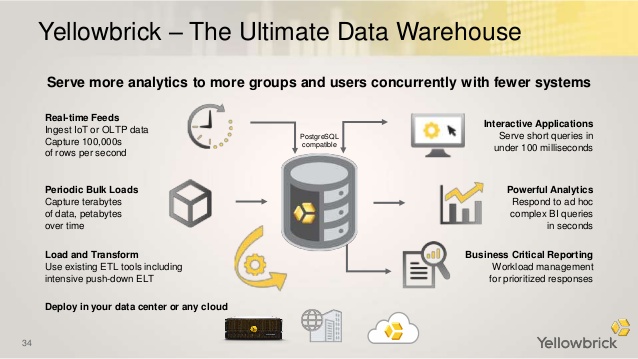 Yellowbrick – The Ultimate Data Warehouse
Serve more analytics to more groups and users concurrently with fewer systems
Real-time Feeds
Ingest IoT or OLTP data
Capture 100,000s
of rows per second
PostgreSQL
compatible
Interactive Applications
Serve short queries in
under 100 milliseconds
Periodic Bulk Loads
Capture terabytes
of data, petabytes
over time
Powerful Analytics
Respond to ad hoc
complex BI queries
in seconds
Load and Transform
Use existing ETL tools including
intensive push-down ELT
Business Critical Reporting
Workload management
for prioritized responses
Deploy in your data center or any cloud
34
Yellowbrick